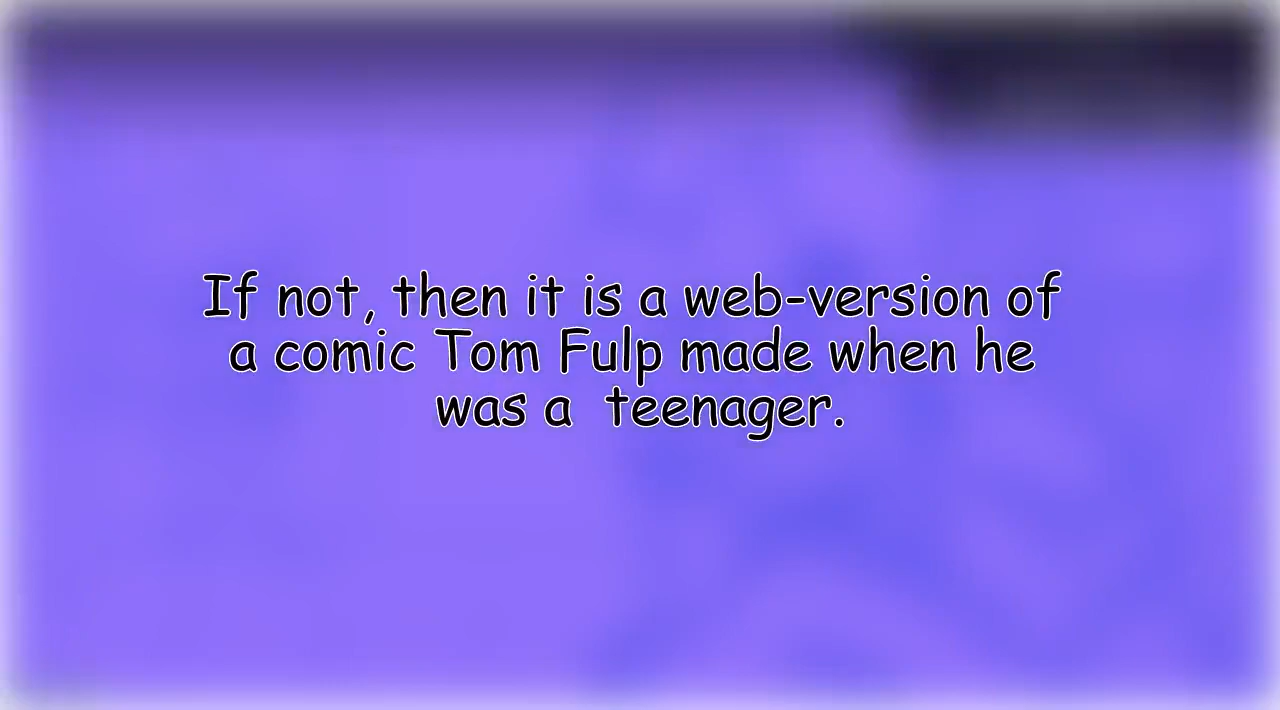 If not, then it is a web-version of
a comic Tom Fulp made when he
was a  teenager.